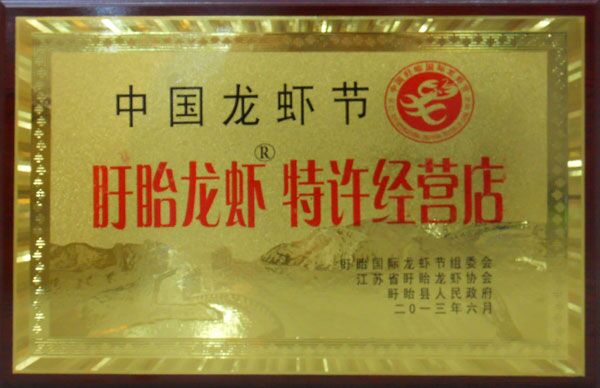 中国龙虾节
盱眙龙虾® 特许经营店
盱眙国际龙虾节组委会
江苏省盱眙龙虾协会
盱眙县人民政府
二〇一三年六月